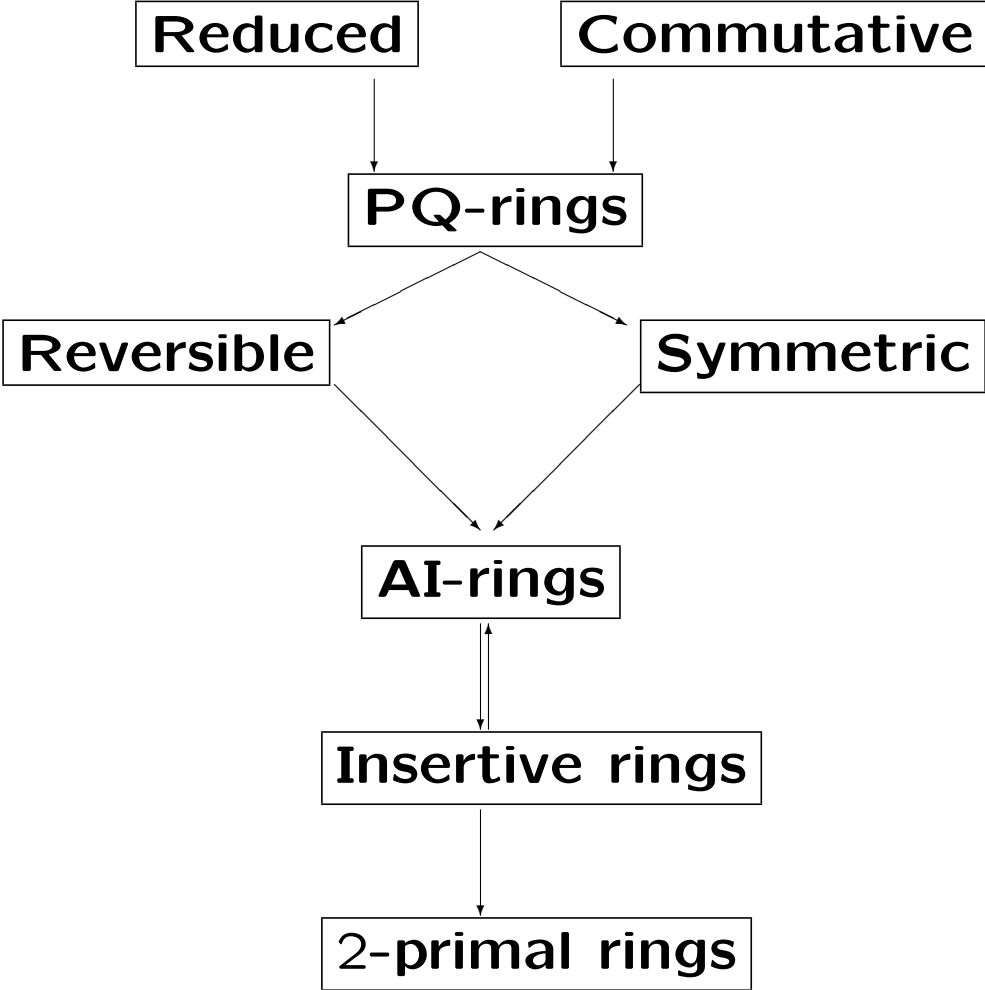 Reduced
Commutative
PQ-rings
Reversible
Symmetric
AI-rings
Insertive rings
2-primal rings